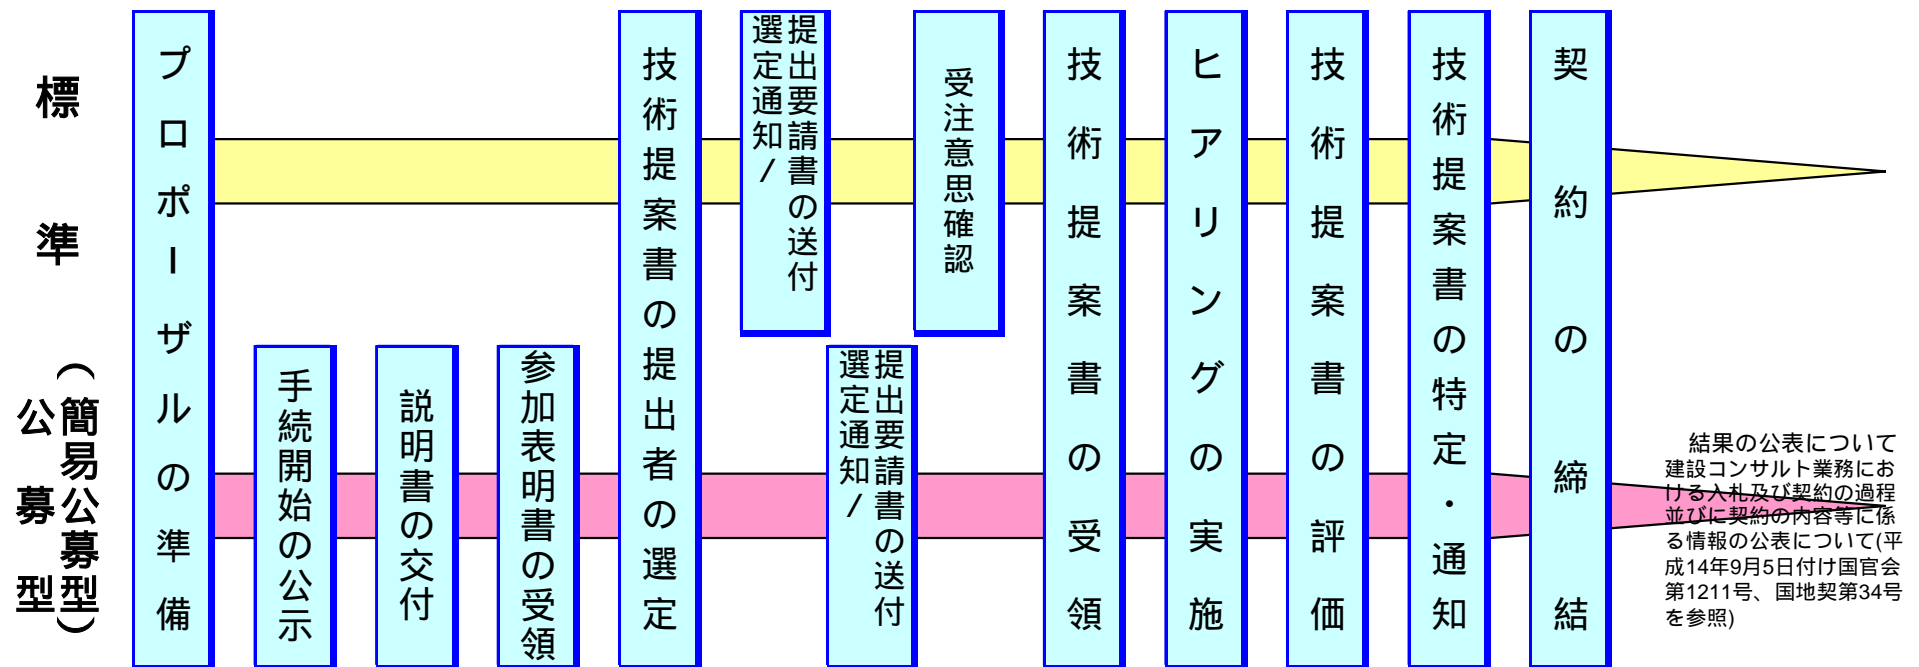 標準
公募型
(簡易公募型)
プロポーザルの準備
手続開始の公示
説明書の交付
参加表明書の受領
技術提案書の提出者の選定
選定通知/
提出要請書の送付
選定通知/
提出要請書の送付
受注意思確認
技術提案書の受領
ヒアリングの実施
技術提案書の評価
技術提案書の特定・通知
契約の締結
結果の公表について
建設コンサルト業務にお
ける入札及び契約の過程
並びに契約の内容等に係
る情報の公表について(平
成14年9月5日付け国官会
第1211号、国地契第34号
を参照)